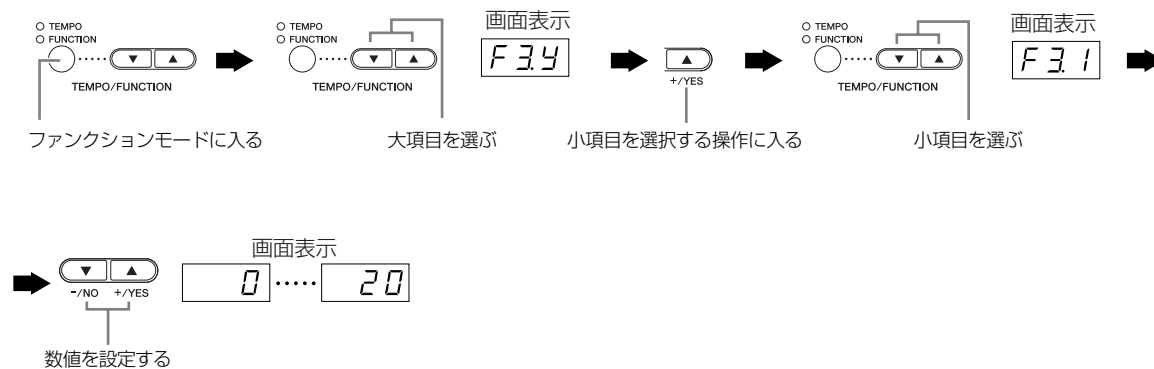 ○ TEMPO
○ FUNCTION
▼ ▲
TEMPO/FUNCTION
ファンクションモードに入る
○ TEMPO
○ FUNCTION
▼ ▲
TEMPO/FUNCTION
大項目を選ぶ
画面表示
F 3.Y
▲
+/YES
小項目を選択する操作に入る
○ TEMPO
○ FUNCTION
▼ ▲
TEMPO/FUNCTION
小項目を選ぶ
画面表示
F 3.1
▼ ▲
-/NO +/YES
数値を設定する
画面表示
0 ····· 20